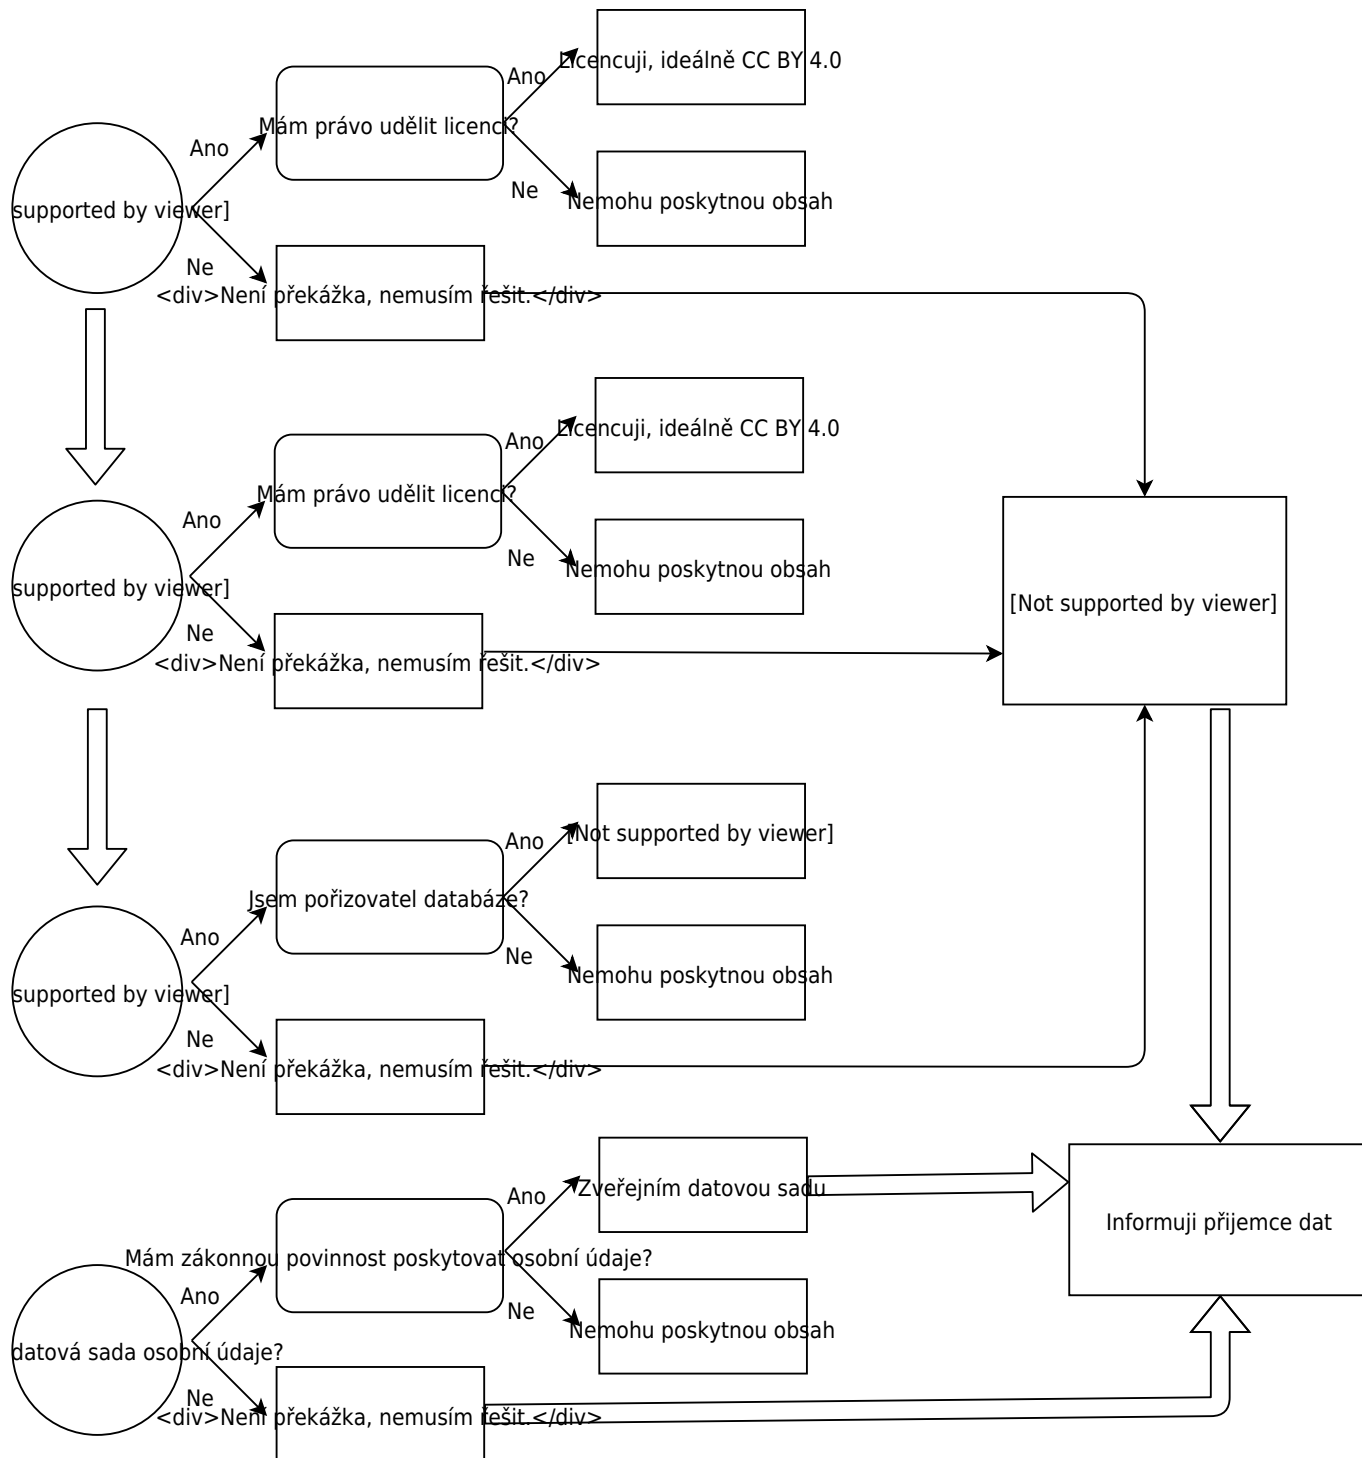 Licencuji, ideálně CC BY 4.0
Ano
Mám právo udělit licenci?
Ano
Ne
Nemohu poskytnou obsah
supported by viewer]
Ne
<div>Není překážka, nemusím řešit.</div>
Licencuji, ideálně CC BY 4.0
Ano
Mám právo udělit licenci?
Ano
Ne
Nemohu poskytnou obsah
supported by viewer]
[Not supported by viewer]
Ne
<div>Není překážka, nemusím řešit.</div>
[Not supported by viewer]
Ano
Jsem pořizovatel databáze?
Ano
Ne
Nemohu poskytnou obsah
supported by viewer]
Ne
<div>Není překážka, nemusím řešit.</div>
Zveřejním datovou sadu
Ano
Informuji přijemce dat
Mám zákonnou povinnost poskytovat osobní údaje?
Ano
Ne
Nemohu poskytnou obsah
datová sada osobní údaje?
Ne
<div>Není překážka, nemusím řešit.</div>